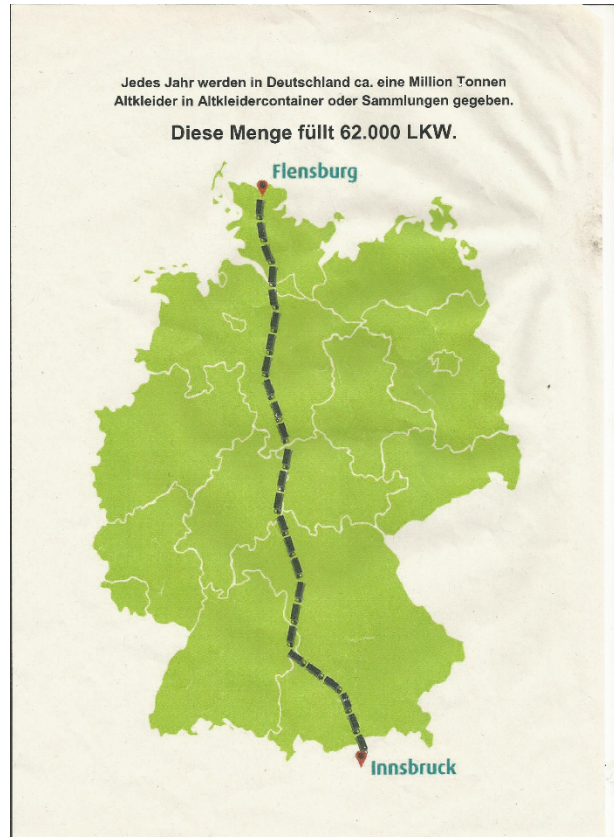 Jedes Jahr werden in Deutschland ca. eine Million Tonnen
Altkleider in Altkleidercontainer oder Sammlungen gegeben.
Diese Menge füllt 62.000 LKW.
Flensburg
Innsbruck